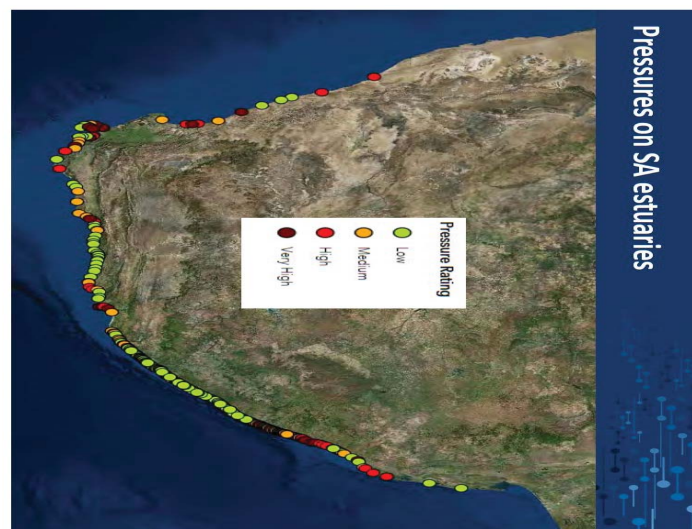 Pressures on SA estuaries
Pressure Rating
Low
Medium
High
Very High